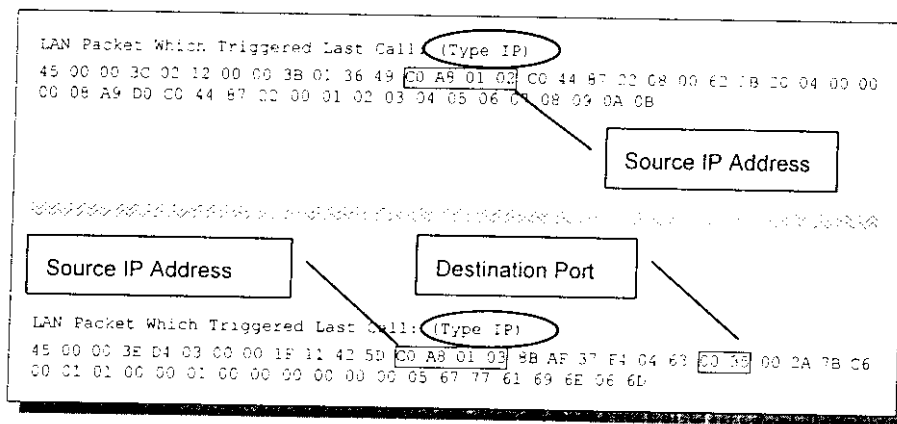 LAN Packet Which Triggered Last Call: (Type IP)
45 00 00 3C 02 12 00 00 3B 01 36 49 C0 A8 01 02 C0 44 87 22 08 00 62 00 04 00 00
00 08 A9 D0 C0 44 87 22 00 01 02 03 04 05 06 07 08 09 0A 0B
Source IP Address
Source IP Address
Destination Port
LAN Packet Which Triggered Last Call: (Type IP)
45 00 00 3E D4 03 00 00 1F 11 42 5D C0 A8 01 03 8B AF 37 F4 04 63 00 35 00 2A 7B C6
00 01 01 00 00 01 00 00 00 00 00 00 05 67 77 61 69 6E 06 6D